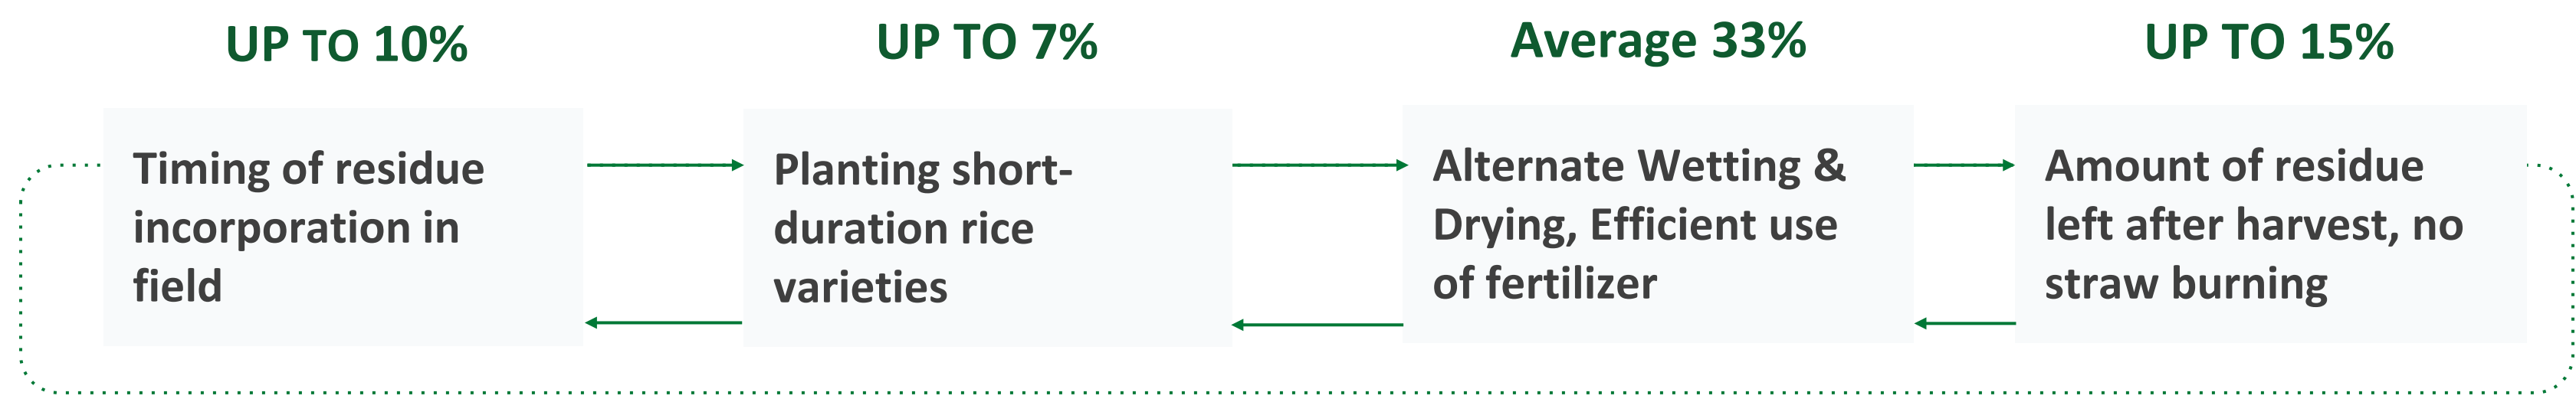 UP TO 10%
UP TO 7%
Average 33%
UP TO 15%
Timing of residue
incorporation in
field
Planting short-
duration rice
varieties
Alternate Wetting &
Drying, Efficient use
of fertilizer
Amount of residue
left after harvest, no
straw burning